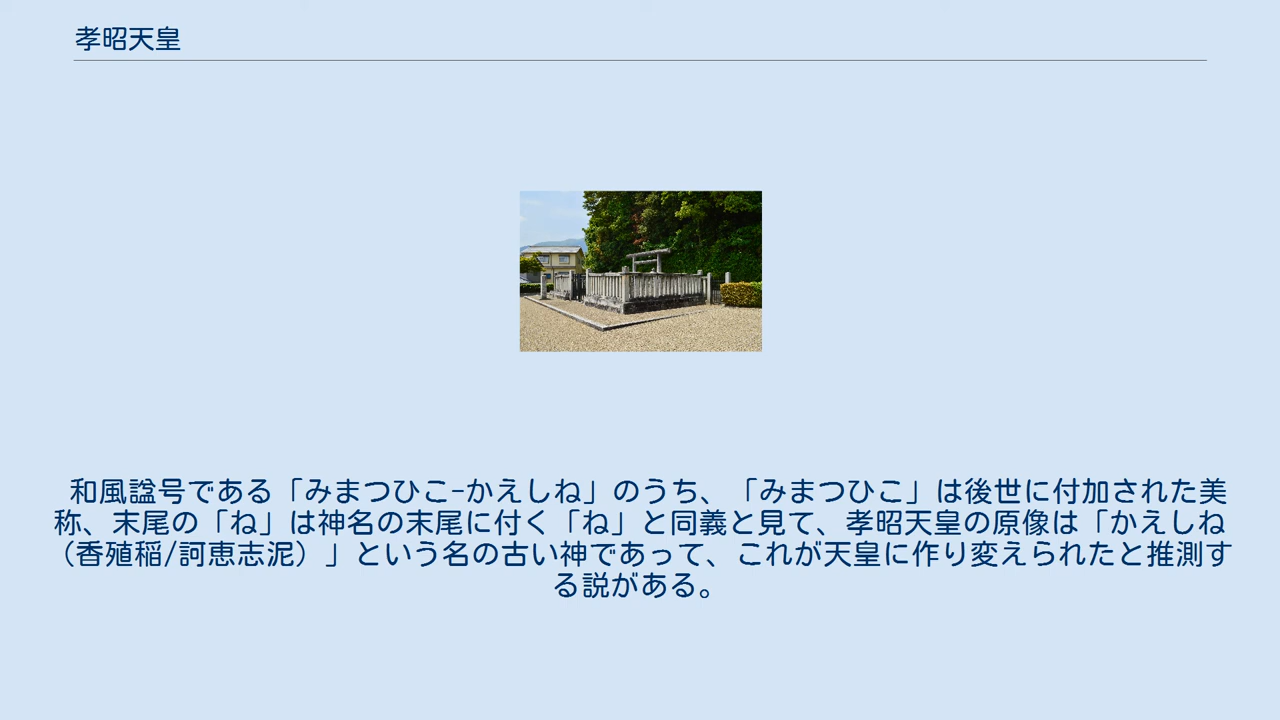 孝昭天皇
和風諡号である「みまつひこ-かえしね」のうち、「みまつひこ」は後世に付加された美
称、末尾の「ね」は神名の末尾に付く「ね」と同義と見て、孝昭天皇の原像は「かえしね
（香殖稲/訶恵志泥）」という名の古い神であって、これが天皇に作り変えられたと推測す
る説がある。